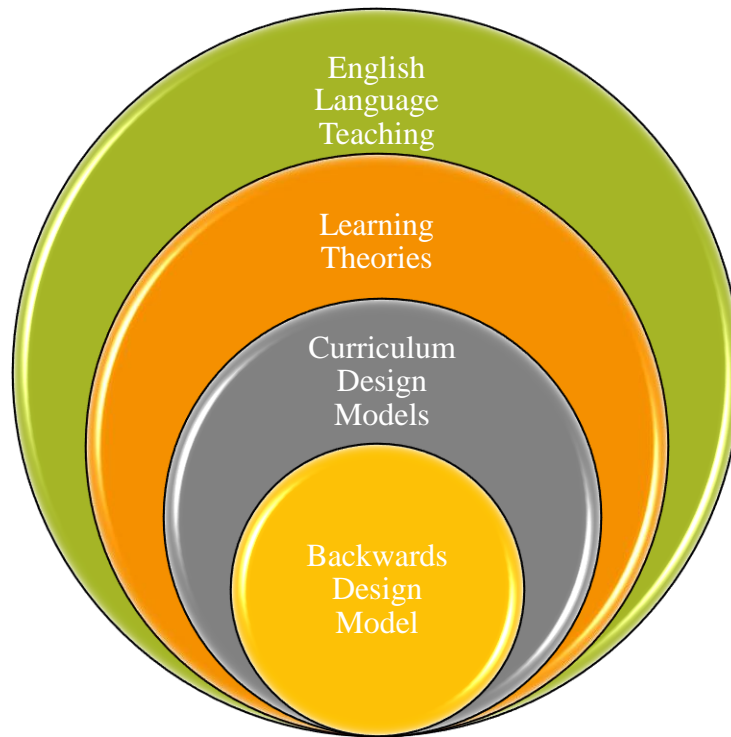 English
Language
Teaching
Learning
Theories
Curriculum
Design
Models
Backwards
Design
Model